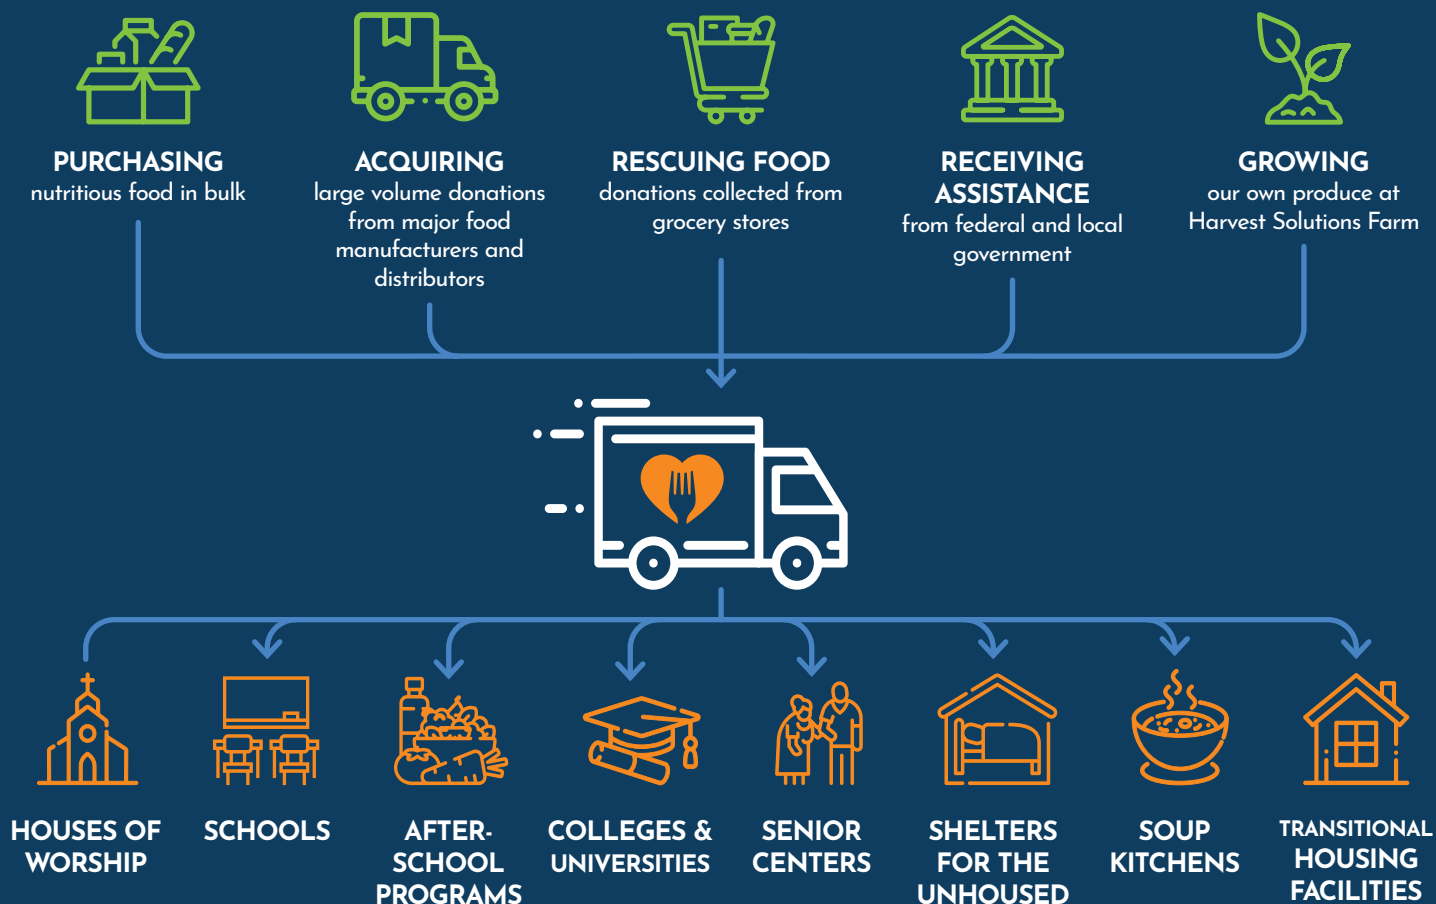 PURCHASING
nutritious food in bulk
ACQUIRING
large volume donations
from major food
manufacturers and
distributors
RESCUING FOOD
donations collected from
grocery stores
RECEIVING
ASSISTANCE
from federal and local
government
GROWING
our own produce at
Harvest Solutions Farm
HOUSES OF
WORSHIP
SCHOOLS
AFTER-
SCHOOL
PROGRAMS
COLLEGES &
UNIVERSITIES
SENIOR
CENTERS
SHELTERS
FOR THE
UNHOUSED
SOUP
KITCHENS
TRANSITIONAL
HOUSING
FACILITIES